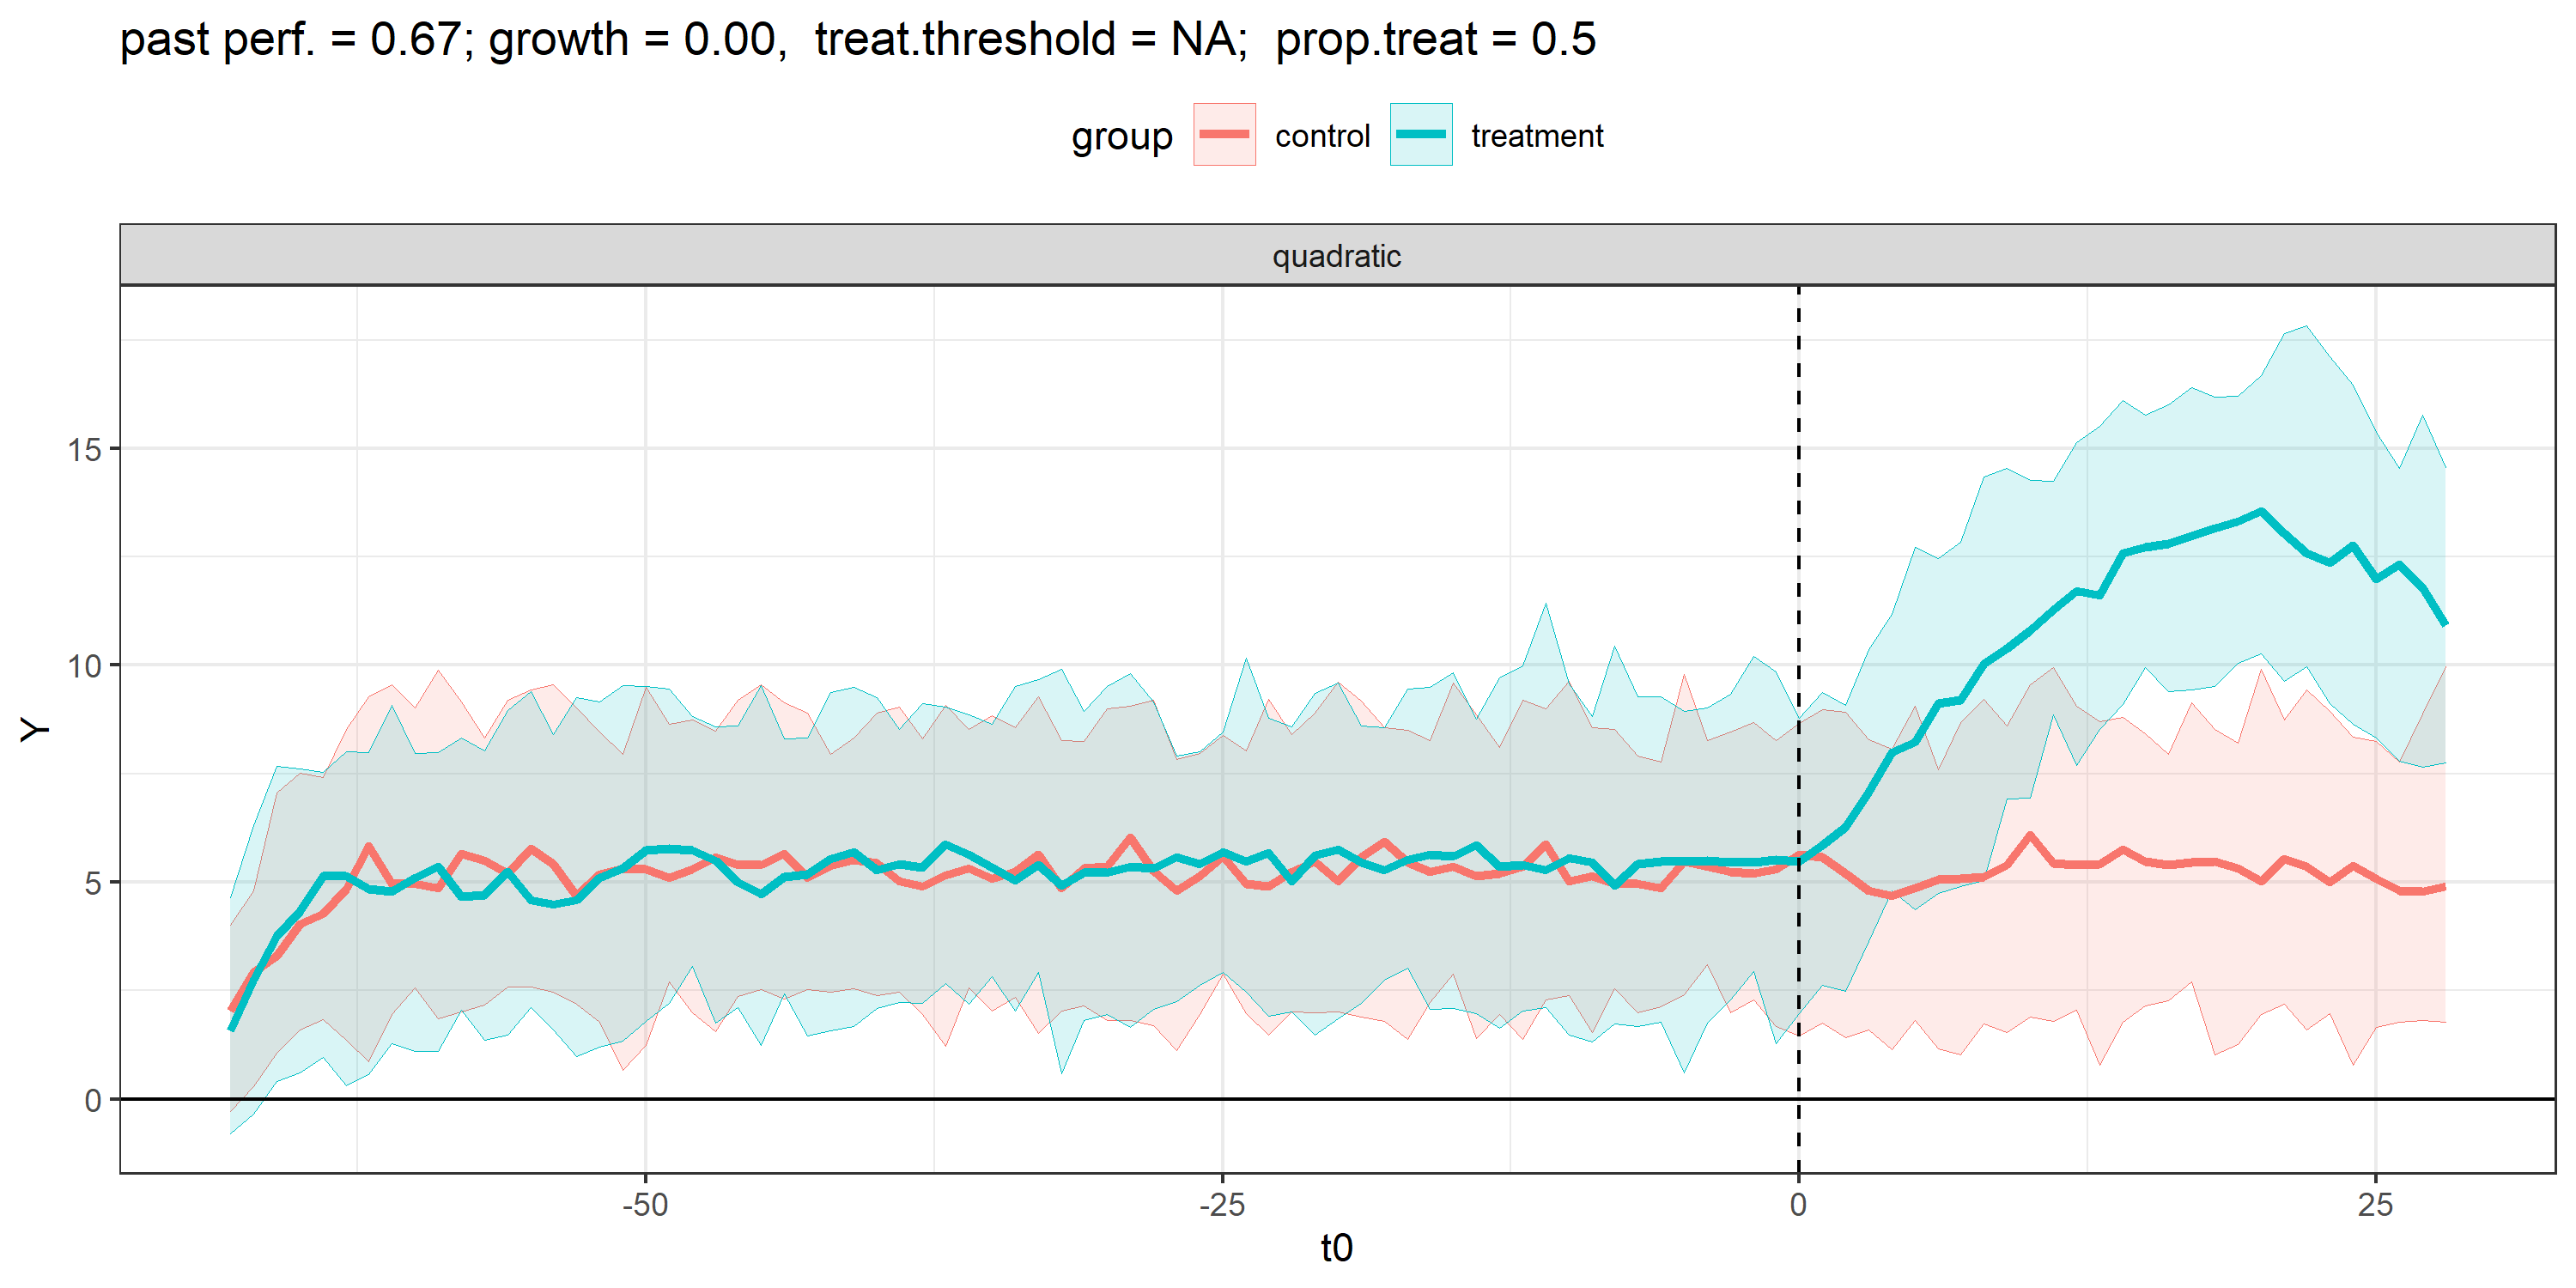 past perf. = 0.67; growth = 0.00,  treat.threshold = NA;  prop.treat = 0.5
group control treatment
quadratic
Y
15
10
5
0
-50 -25 0 25
t0